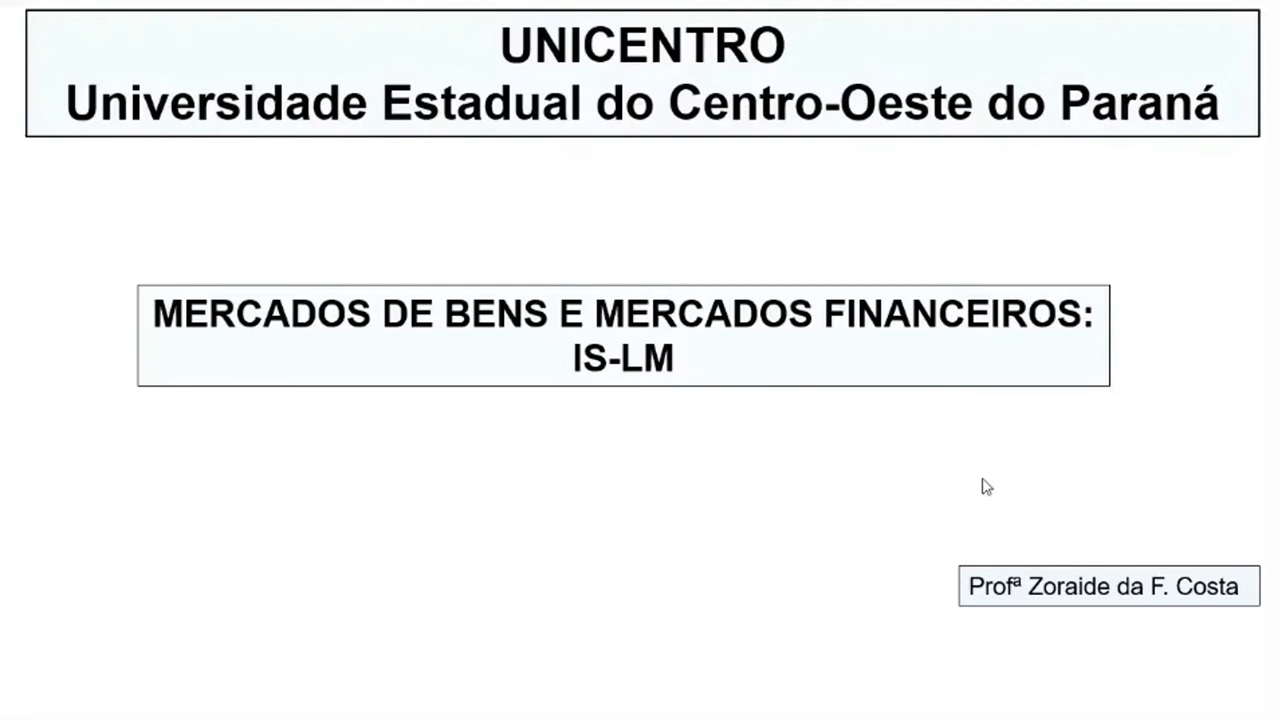 UNICENTRO
Universidade Estadual do Centro-Oeste do Paraná
MERCADOS DE BENS E MERCADOS FINANCEIROS:
IS-LM
Profª Zoraide da F. Costa